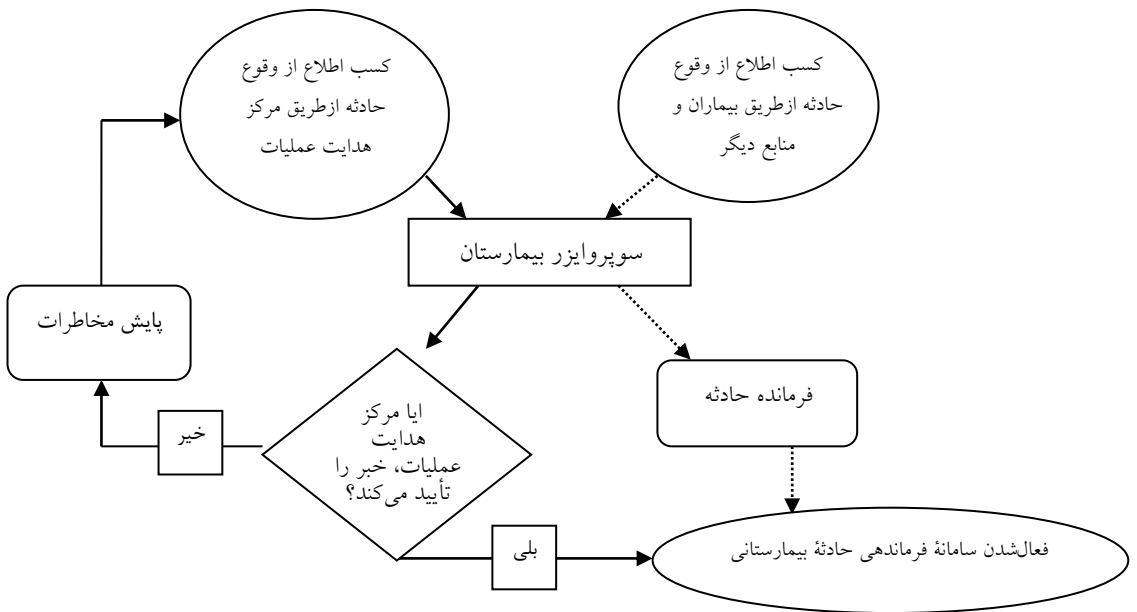 کسب اطلاع از وقوع
حادثه ازطریق بیماران و
منابع دیگر
کسب اطلاع از وقوع
حادثه ازطریق مرکز
هدایت عملیات
سوپروایزر بیمارستان
پایش مخاطرات
فرمانده حادثه
ایا مرکز
هدایت
عملیات، خبر را
تأیید می‌کند؟
خیر
بلی
فعال‌شدن سامانهٔ فرماندهی حادثهٔ بیمارستانی